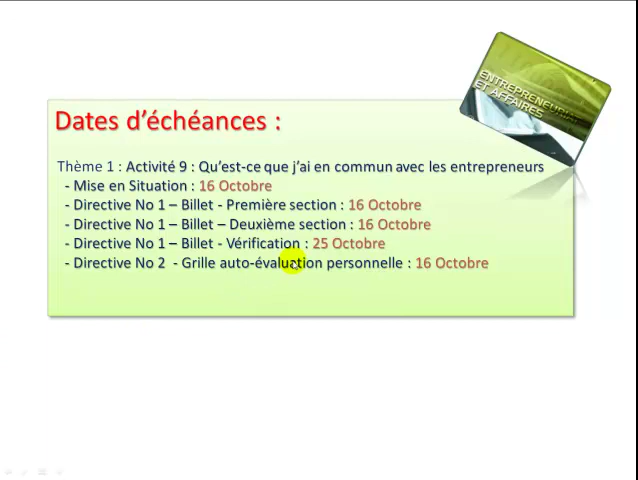 ENTREPRENEURIAT
ET AFFAIRES
Dates d’échéances :
Thème 1 : Activité 9 : Qu’est-ce que j’ai en commun avec les entrepreneurs
- Mise en Situation : 16 Octobre
- Directive No 1 – Billet - Première section : 16 Octobre
- Directive No 1 – Billet – Deuxième section : 16 Octobre
- Directive No 1 – Billet - Vérification : 25 Octobre
- Directive No 2 - Grille auto-évaluation personnelle : 16 Octobre